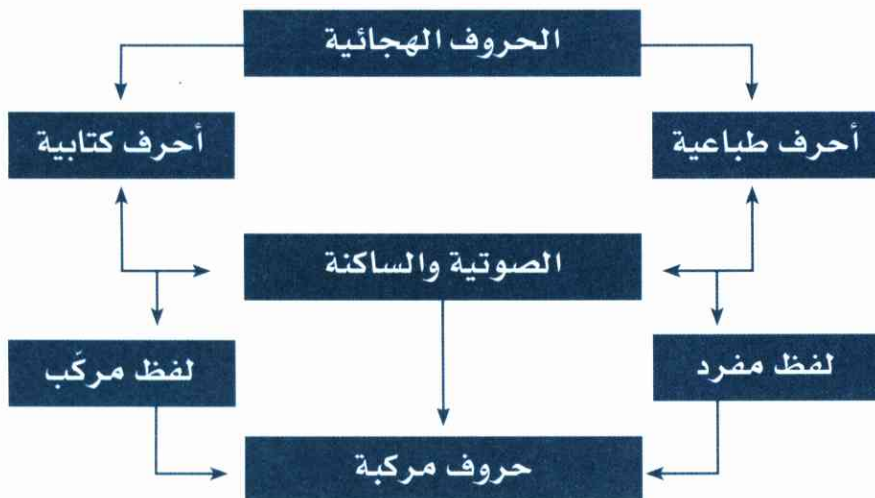 الحروف الهجائية
أحرف طباعية
أحرف كتابية
الصوتية والساكنة
لفظ مفرد
لفظ مركّب
حروف مركبة